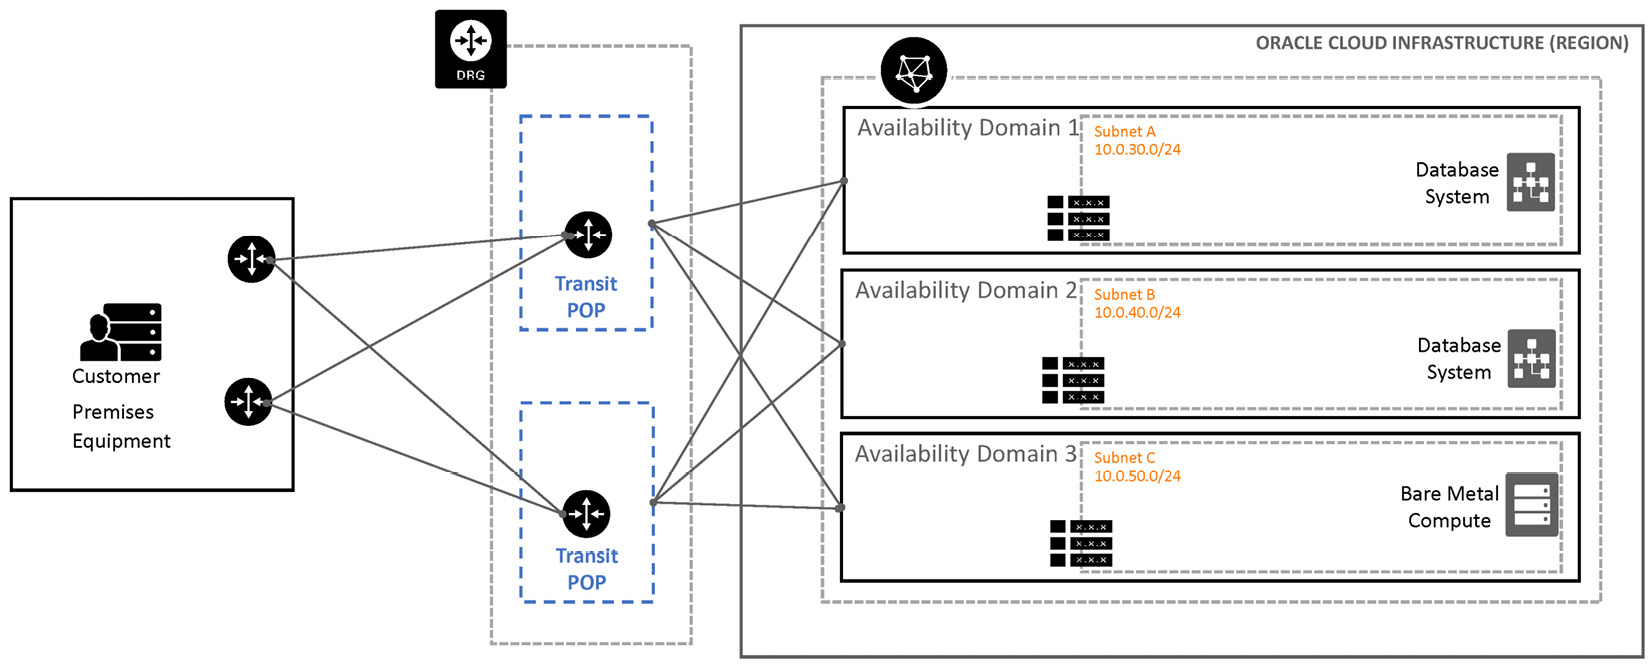 DRG
ORACLE CLOUD INFRASTRUCTURE (REGION)
Availability Domain 1
Subnet A
10.0.30.0/24
Database
System
x.x.x
x.x.x
x.x.x
Transit
POP
Customer
Premises
Equipment
Availability Domain 2
Subnet B
10.0.40.0/24
Database
System
x.x.x
x.x.x
x.x.x
Availability Domain 3
Subnet C
10.0.50.0/24
Bare Metal
Compute
x.x.x
x.x.x
x.x.x
Transit
POP